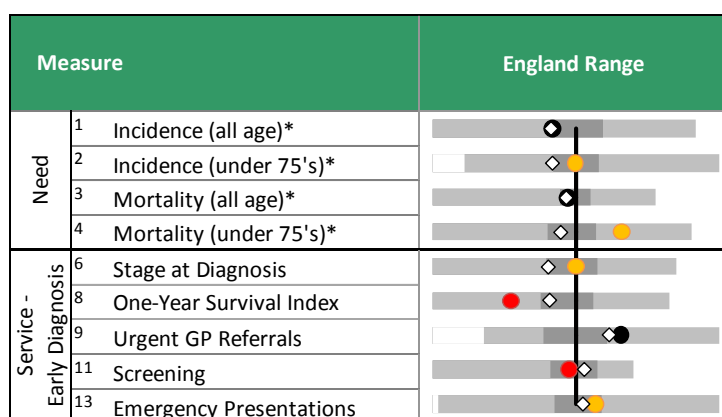 Measure England Range
Need
1 Incidence (all age)*
2 Incidence (under 75's)*
3 Mortality (all age)*
4 Mortality (under 75's)*
Service -
Early Diagnosis
6 Stage at Diagnosis
8 One-Year Survival Index
9 Urgent GP Referrals
11 Screening
13 Emergency Presentations